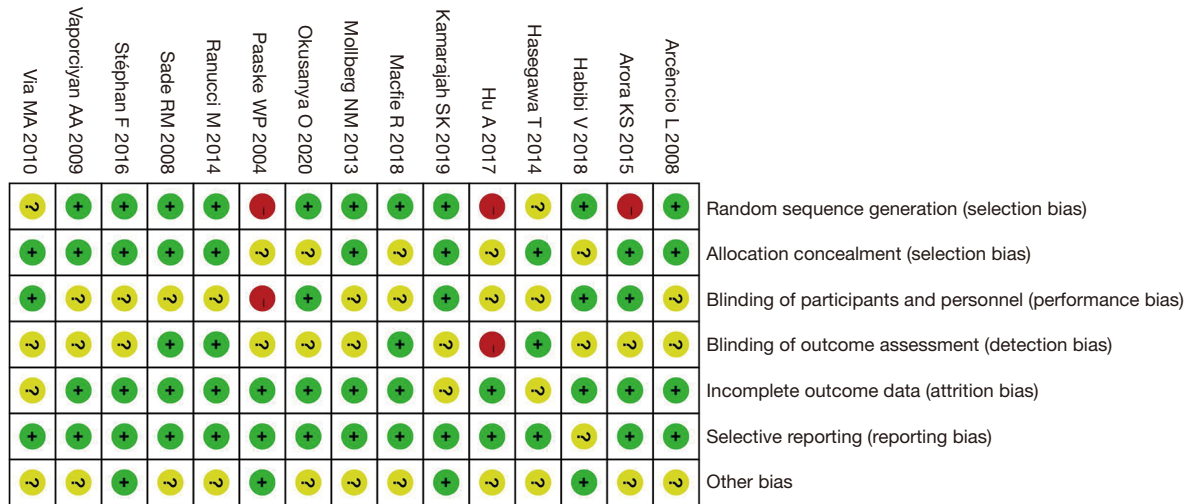 Via MA 2010
Vaporciyan AA 2009
Stéphan F 2016
Sade RM 2008
Ranucci M 2014
Paaske WP 2004
Okusanya O 2020
Mollberg NM 2013
Macfie R 2018
Kamarajah SK 2019
Hu A 2017
Hasegawa T 2014
Habibi V 2018
Arora KS 2015
Arcêncio L 2008
? + + + + - + + + + - ? + - + Random sequence generation (selection bias)
+ + + + + ? ? + ? + ? + ? + + Allocation concealment (selection bias)
+ ? ? ? ? - + ? ? + ? ? + + ? Blinding of participants and personnel (performance bias)
? ? ? + + ? ? ? + ? - + ? ? ? Blinding of outcome assessment (detection bias)
? + + + + + + + + ? + ? + + + Incomplete outcome data (attrition bias)
+ + + + + + + + + + + + ? + + Selective reporting (reporting bias)
? ? + ? ? + ? ? ? + ? ? + ? ? Other bias